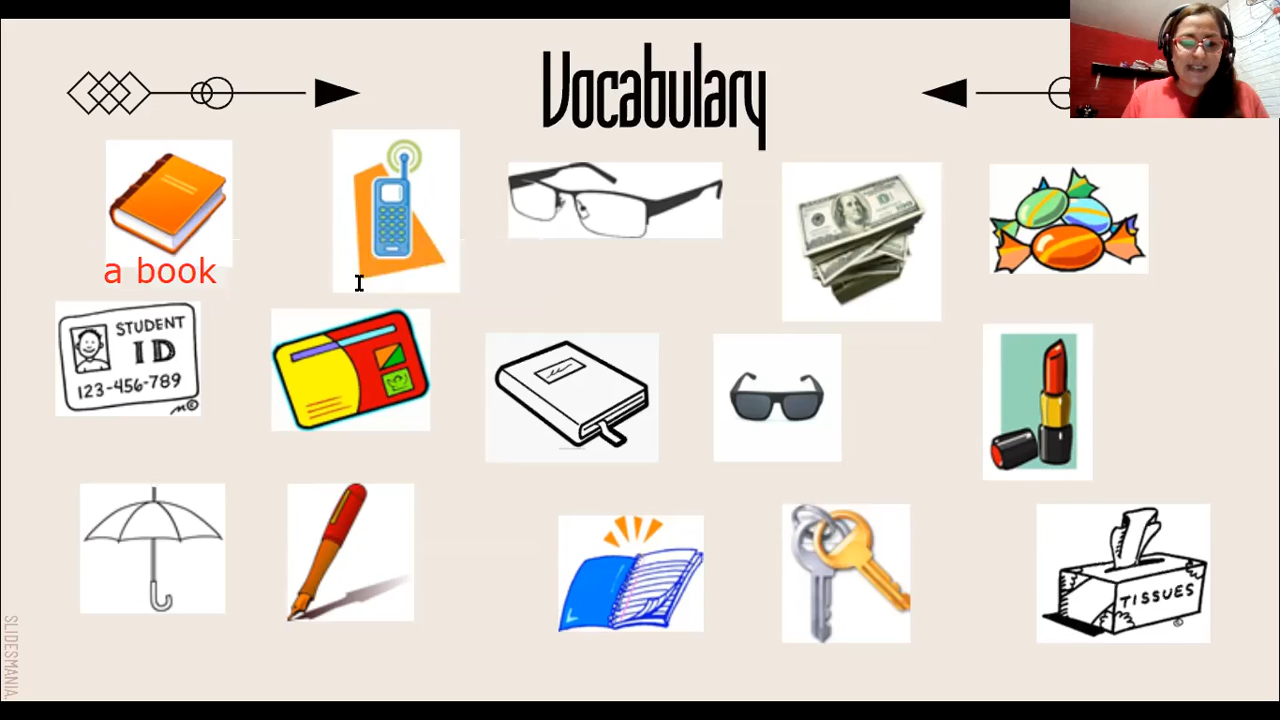 Vocabulary
a book
STUDENT
ID
123-456-789
TISSUES
SLIDESMANIA.